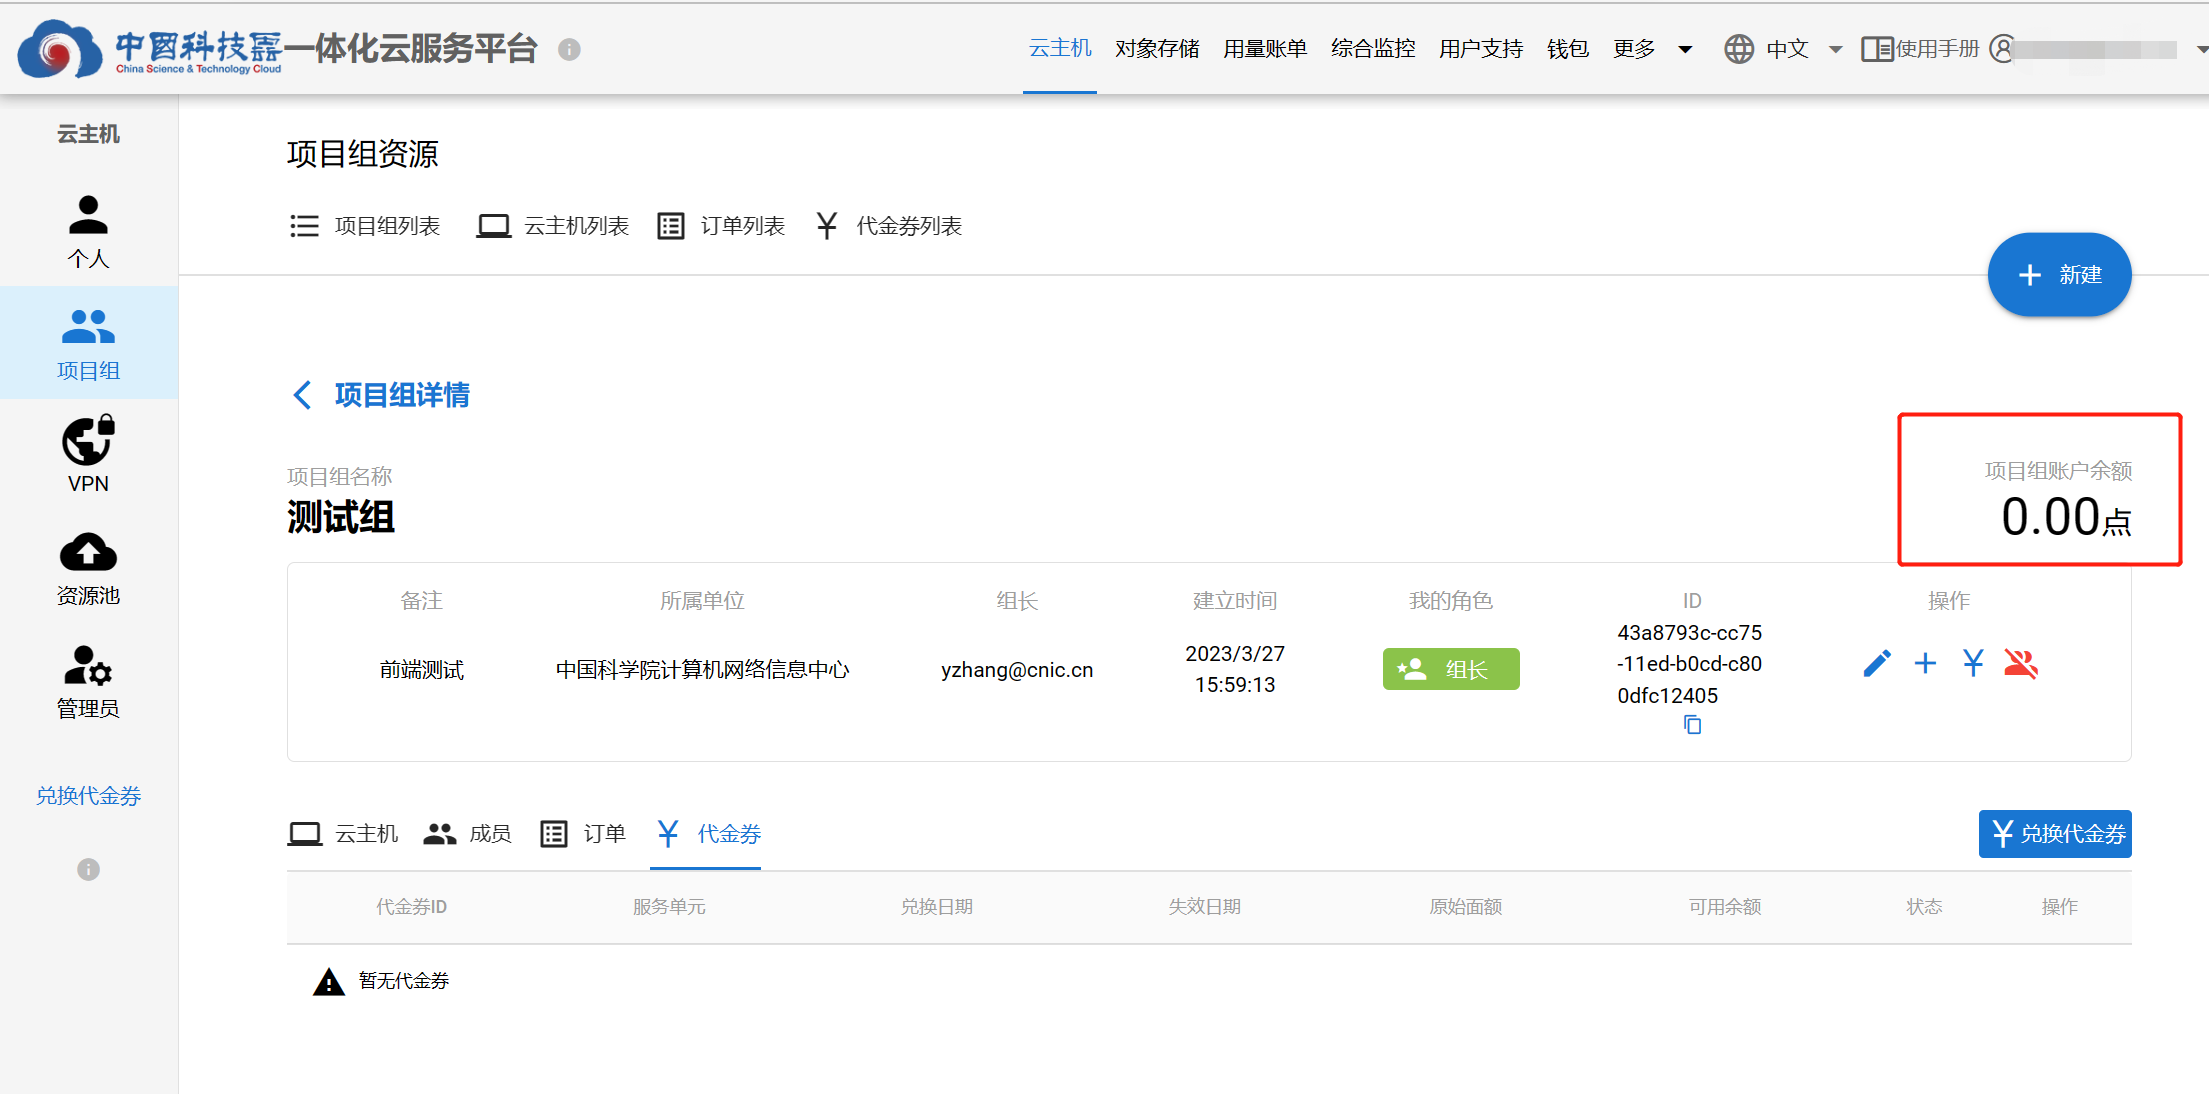 中国科技云一体化云服务平台
China Science & Technology Cloud
云主机 对象存储 用量账单 综合监控 用户支持 钱包 更多 中文 使用手册
云主机
个人
项目组
VPN
资源池
管理员
兑换代金券
项目组资源
项目组列表 云主机列表 订单列表 代金券列表
新建
项目组详情
项目组名称
测试组
项目组账户余额
0.00点
备注 所属单位 组长 建立时间 我的角色 ID 操作
前端测试 中国科学院计算机网络信息中心 yzhang@cnic.cn
2023/3/27
15:59:13
组长
43a8793c-cc75
-11ed-b0cd-c80
0dfc12405
云主机 成员 订单 代金券
兑换代金券
代金券ID 服务单元 兑换日期 失效日期 原始面额 可用余额 状态 操作
暂无代金券